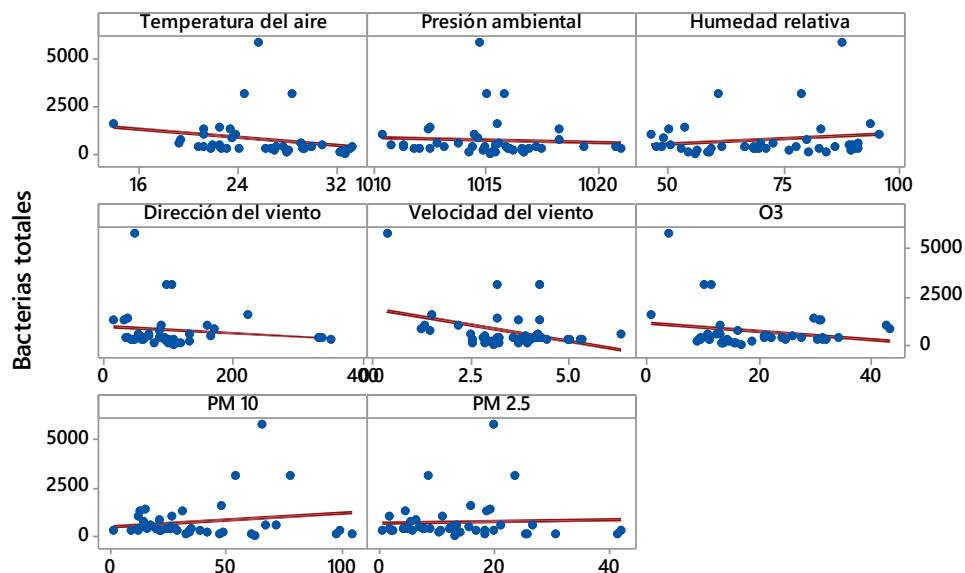 Temperatura del aire Presión ambiental Humedad relativa
5000
2500
0
16 24 32 1010 1015 1020 50 75 100
Dirección del viento Velocidad del viento O3
5000
2500
0
0 200 400 0.0 2.5 5.0 0 20 40
PM 10 PM 2.5
5000
2500
0
0 50 100 0 20 40
Bacterias totales